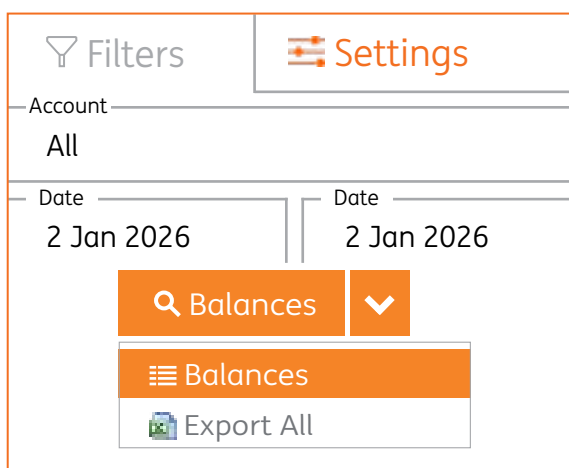 Filters Settings
Account
All
Date Date
2 Jan 2026 2 Jan 2026
Balances
Balances
Export All